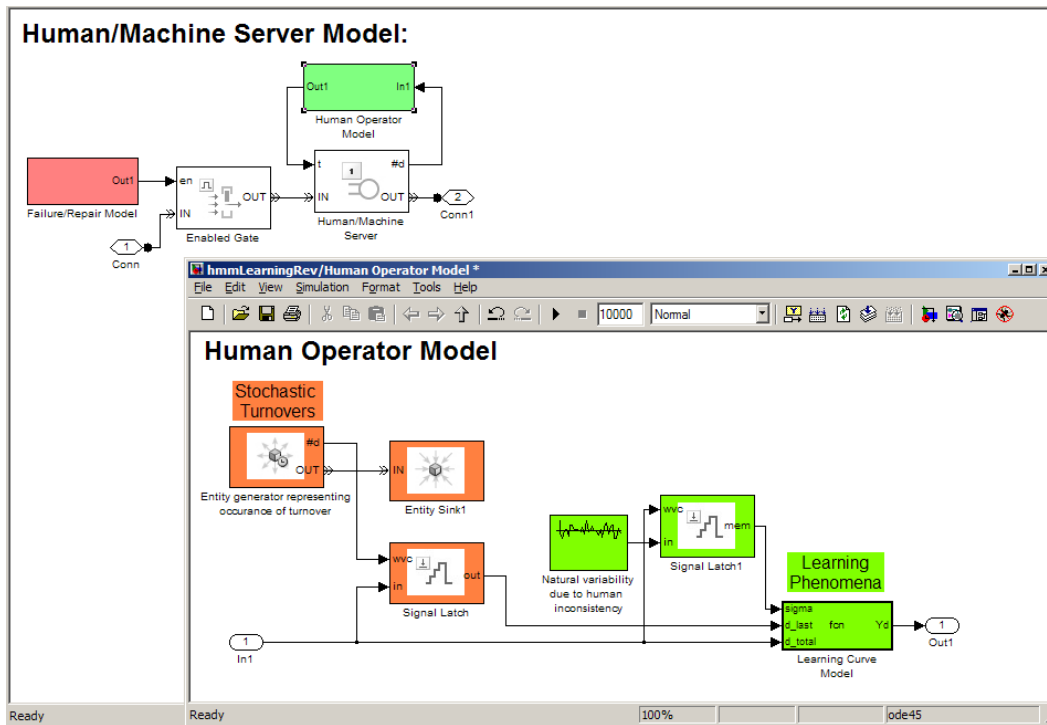 Human/Machine Server Model:
Out1
In1
Human Operator
Model
Out1
Failure/Repair Model
en
IN
OUT
Enabled Gate
t
#d
1
IN
OUT
Human/Machine
Server
2
Conn1
1
Conn
hmmLearningRev/Human Operator Model *
File Edit View Simulation Format Tools Help
10000
Normal
Human Operator Model
Stochastic
Turnovers
#d
OUT
Entity generator representing
occurance of turnover
IN
Entity Sink1
wvc
in
out
Signal Latch
Natural variability
due to human
inconsistency
wvc
in
mem
Signal Latch1
Learning
Phenomena
sigma
d_last
fcn
Yd
d_total
Learning Curve
Model
1
In1
1
Out1
Ready
Ready
100%
ode45